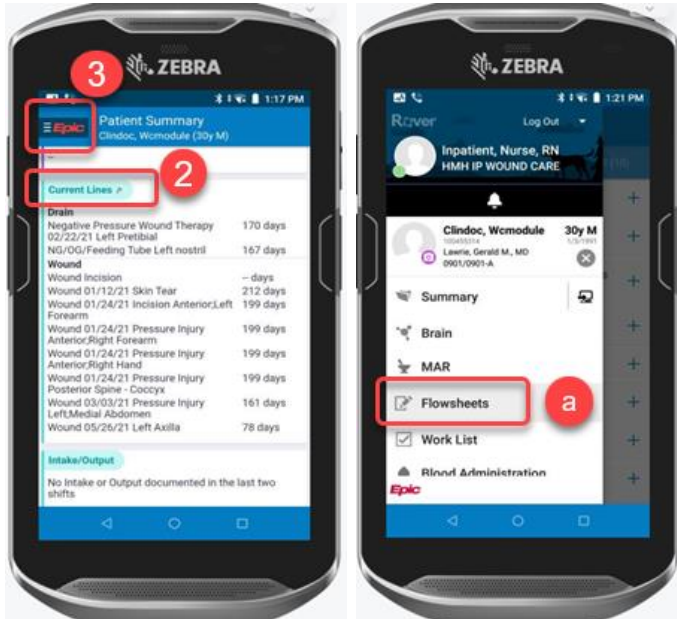 ZEBRA
3
1:17 PM
Epic
Patient Summary
Clindoc, Wcmodule (30y M)
Current Lines
2
Drain
Negative Pressure Wound Therapy 170 days
02/22/21 Left Pretibial
NG/OG/Feeding Tube Left nostril 167 days
Wound
Wound Incision -- days
Wound 01/12/21 Skin Tear 212 days
Wound 01/24/21 Incision Anterior;Left 199 days
Forearm
Wound 01/24/21 Pressure Injury 199 days
Anterior;Right Forearm
Wound 01/24/21 Pressure Injury 199 days
Anterior;Right Hand
Wound 01/24/21 Pressure Injury 199 days
Posterior Spine - Coccyx
Wound 03/03/21 Pressure Injury 161 days
Left;Medial Abdomen
Wound 05/26/21 Left Axilla 78 days
Intake/Output
No Intake or Output documented in the last two
shifts
ZEBRA
1:21 PM
Rover Log Out
Inpatient, Nurse, RN
HMH IP WOUND CARE
Clindoc, Wcmodule 30y M
1/3/1991
Lawrie, Gerald M., MD
0901/0901-A
Summary
Brain
MAR
Flowsheets
a
Work List
Blood Administration
Epic